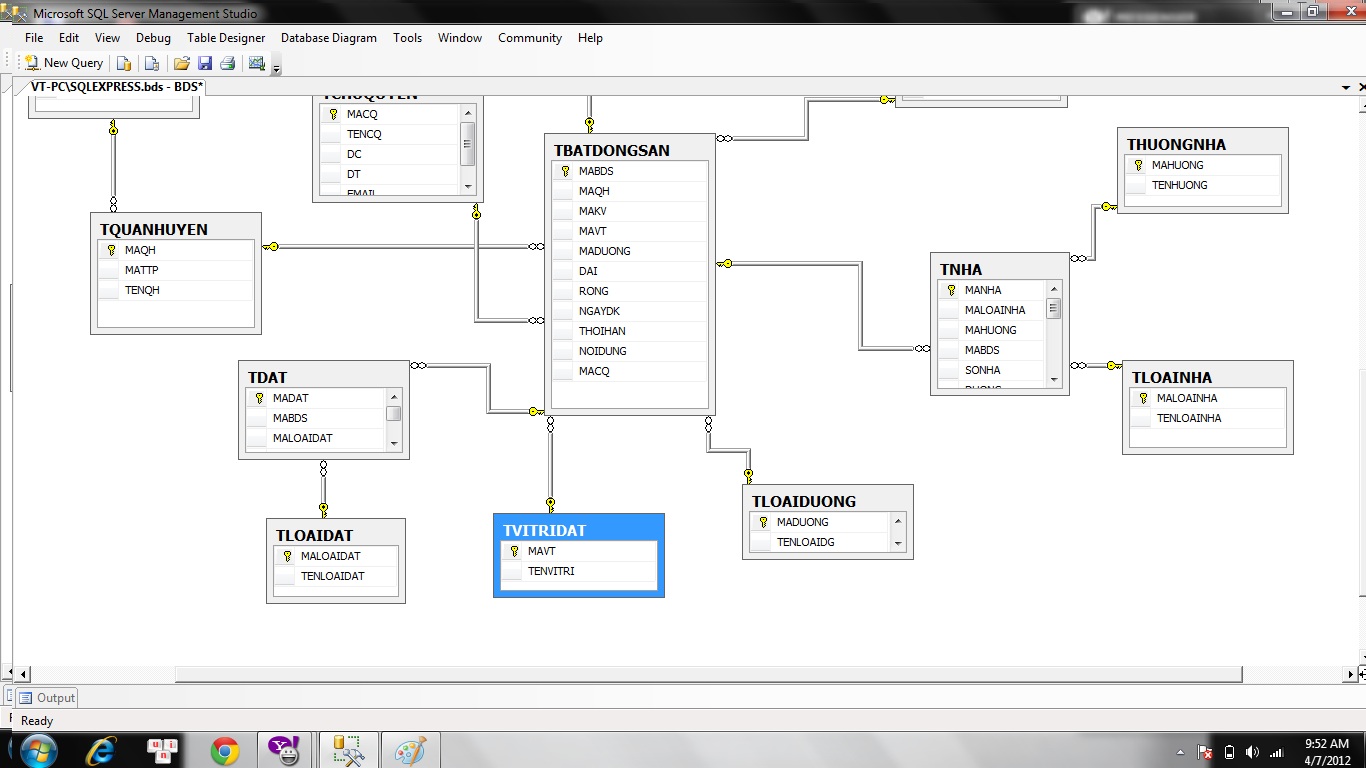 Microsoft SQL Server Management Studio
File Edit View Debug Table Designer Database Diagram Tools Window Community Help
New Query
VT-PC\SQLEXPRESS.bds - BDS*
TCHUQUYEN
MACQ
TENCQ
DC
DT
EMAIL
TBATDONGSAN
MABDS
MAQH
MAKV
MAVT
MADUONG
DAI
RONG
NGAYDK
THOIHAN
NOIDUNG
MACQ
THUONGNHA
MAHUONG
TENHUONG
TQUANHUYEN
MAQH
MATTP
TENQH
TNHA
MANHA
MALOAINHA
MAHUONG
MABDS
SONHA
DUONG
TDAT
MADAT
MABDS
MALOAIDAT
TLOAINHA
MALOAINHA
TENLOAINHA
TLOAIDAT
MALOAIDAT
TENLOAIDAT
TVITRIDAT
MAVT
TENVITRI
TLOAIDUONG
MADUONG
TENLOAIDG
Output
Ready
9:52 AM
4/7/2012